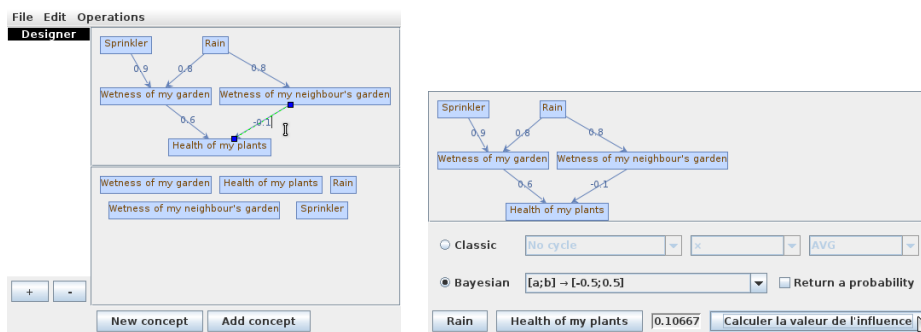 File Edit Operations
Designer
Sprinkler Rain
0.9 0.8 0.8
Wetness of my garden Wetness of my neighbour's garden
0.6 -0.1
Health of my plants
Wetness of my garden Health of my plants Rain
Wetness of my neighbour's garden Sprinkler
+ -
New concept Add concept
Sprinkler Rain
0.9 0.8 0.8
Wetness of my garden Wetness of my neighbour's garden
0.6 -0.1
Health of my plants
Classic No cycle × AVG
Bayesian [a;b] → [-0.5;0.5] Return a probability
Rain Health of my plants 0.10667 Calculer la valeur de l'influence